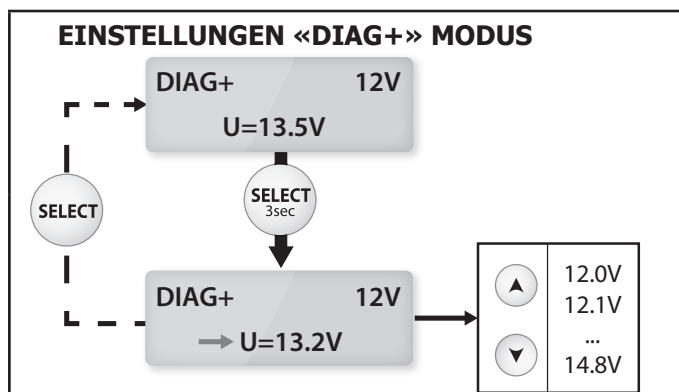 EINSTELLUNGEN «DIAG+» MODUS
DIAG+ 12V
U=13.5V
SELECT
SELECT
3sec
DIAG+ 12V
U=13.2V
12.0V
12.1V
...
14.8V